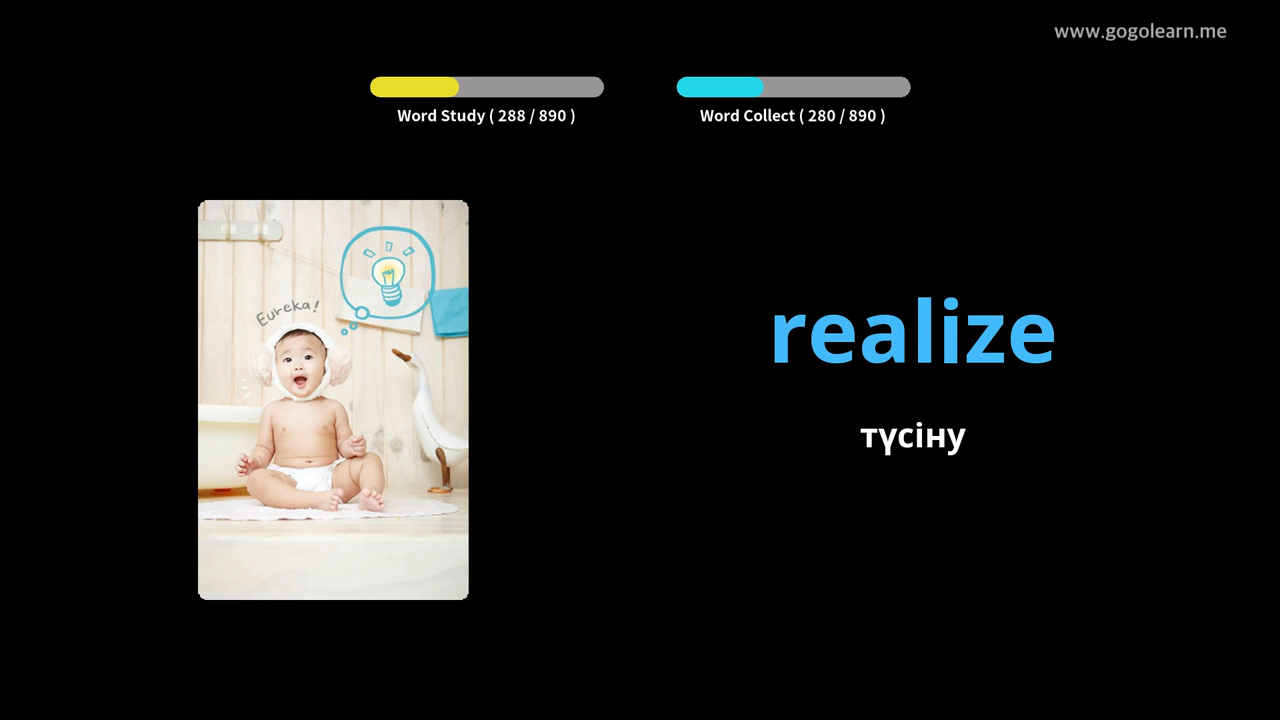 www.gogolearn.me
Word Study ( 288 / 890 )
Word Collect ( 280 / 890 )
Eureka!
realize
түсіну